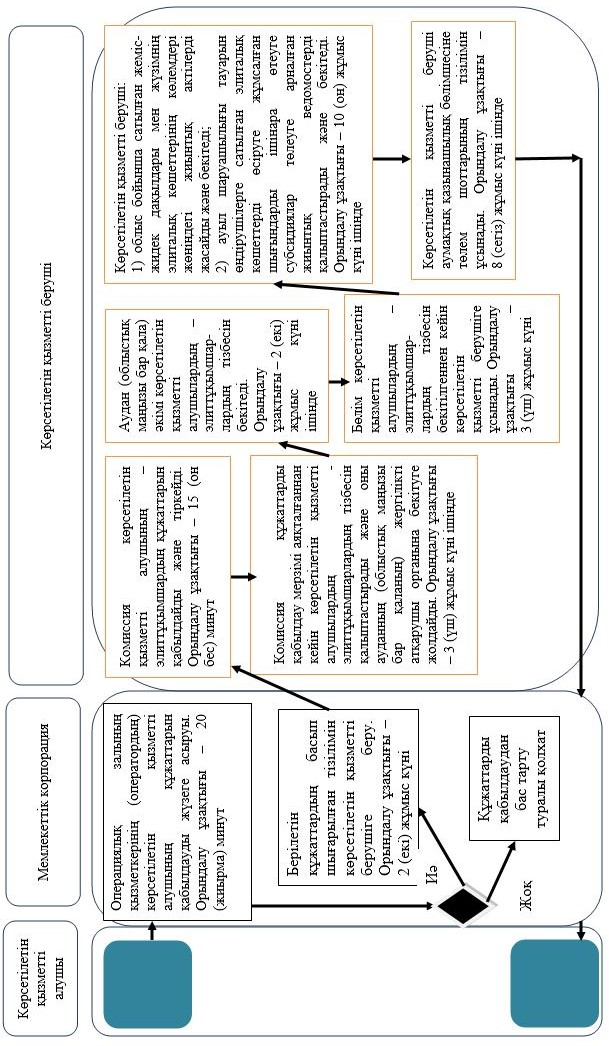 Көрсетілетін
қызметті
алушы
Мемлекеттік корпорация
Көрсетілетін қызметті беруші
Операциялық залының
қызметкерінің (оператордың)
көрсетілетін қызметті
алушының құжаттарын
қабылдауды жүзеге асыруы.
Орындалу ұзақтығы – 20
(жиырма) минут
Берілетін
құжаттардың басып
шығарылған тізілімін
көрсетілетін қызметті
берушіге беру.
Орындалу ұзақтығы –
2 (екі) жұмыс күні
Иә
Жоқ
Құжаттарды
қабылдаудан
бас тарту
туралы қолхат
Комиссия көрсетілетін
қызметті алушының –
элиттұқымшардың құжаттарын
қабылдайды және тіркейді.
Орындалу ұзақтығы – 15 (он
бес) минут
Комиссия құжаттарды
қабылдау мерзімі аяқталғаннан
кейін көрсетілетін қызметті
алушылардың -
элиттұқымшарлардың тізбесін
қалыптастырады және оны
ауданның (облыстық маңызы
бар қаланың) жергілікті
атқарушы органына бекітуге
жолдайды. Орындалу ұзақтығы
– 3 (үш) жұмыс күні ішінде
Аудан (облыстық
маңызы бар қала)
әкімі көрсетілетін
қызметті
алушылардың –
элиттұқымшар-
лардың тізбесін
бекітеді.
Орындалу
ұзақтығы – 2 (екі)
жұмыс күні
ішінде
Бөлім көрсетілетін
қызметті
алушылардың –
элиттұқымшар-
лардың тізбесін
бекітілгеннен кейін
көрсетілетін
қызметті берушіге
ұсынады. Орындалу
ұзақтығы –
3 (үш) жұмыс күні
Көрсетілетін қызметті беруші:
1) облыс бойынша сатылған жеміс-
жидек дақылдары мен жүзімнің
элиталық көшеттерінің көлемдері
жөніндегі жиынтық актілерді
жасайды және бекітеді;
2) ауыл шаруашылығы тауарын
өндірушілерге сатылған элиталық
көшеттерді өсіруге жұмсалған
шығындарды ішінара өтеуге
субсидиялар төлеуге арналған
жиынтық ведомостерді
қалыптастырады және бекітеді.
Орындалу ұзақтығы – 10 (он) жұмыс
күні ішінде
Көрсетілетін қызметті беруші
аумақтық қазынашылық бөлімшесіне
төлем шоттарының тізілімін
ұсынады. Орындалу ұзақтығы –
8 (сегіз) жұмыс күні ішінде